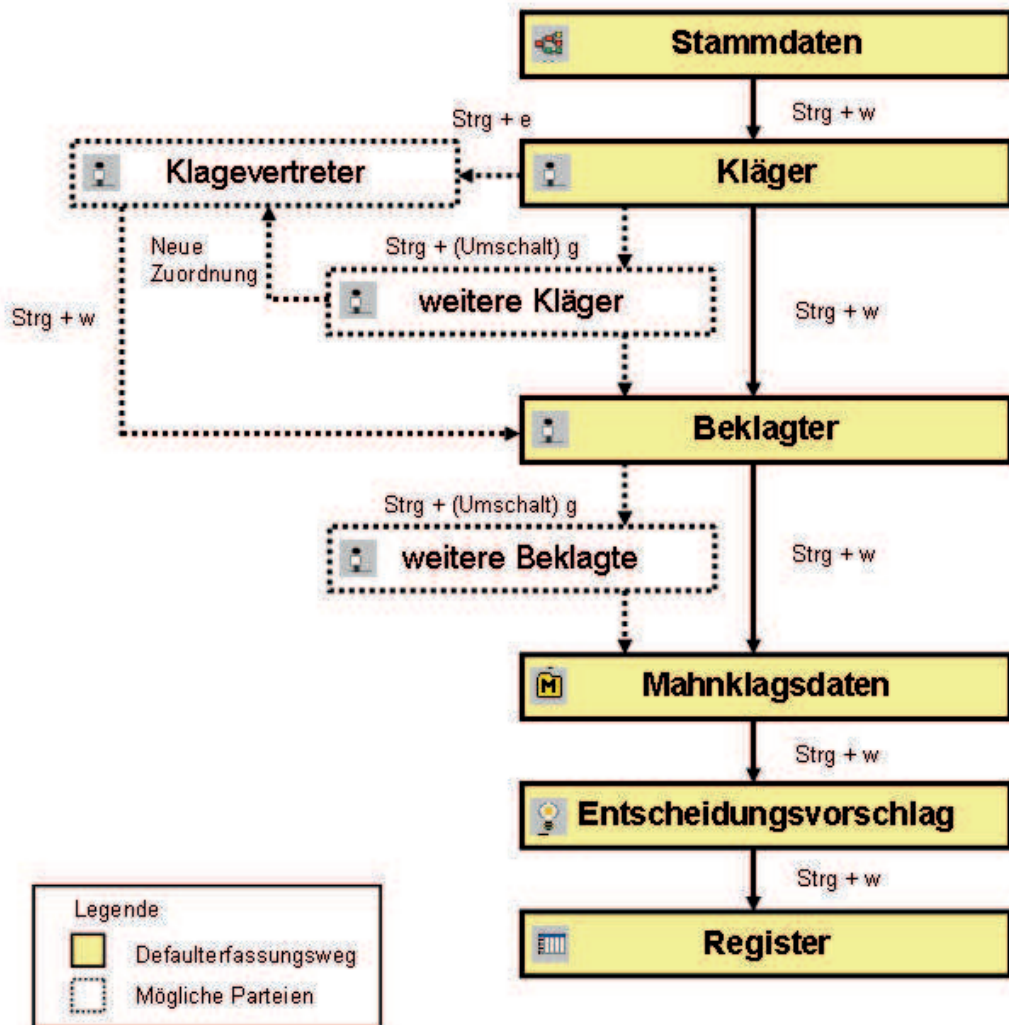 Stammdaten
Strg + w
Strg + e
Klagevertreter
Kläger
Neue
Zuordnung
Strg + (Umschalt) g
weitere Kläger
Strg + w
Strg + w
Beklagter
Strg + (Umschalt) g
weitere Beklagte
Strg + w
M
Mahnklagsdaten
Strg + w
Entscheidungsvorschlag
Strg + w
Register
Legende
Defaulterfassungsweg
Mögliche Parteien